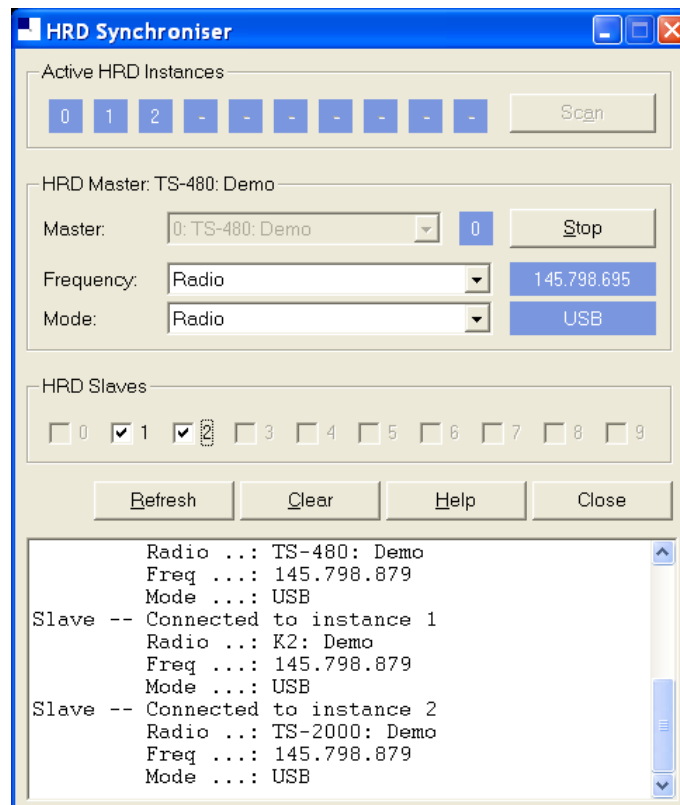 HRD Synchroniser
Active HRD Instances
0 1 2 - - - - - - - Scan
HRD Master: TS-480: Demo
Master: 0: TS-480: Demo 0 Stop
Frequency: Radio 145.798.695
Mode: Radio USB
HRD Slaves
0 1 2 3 4 5 6 7 8 9
Refresh Clear Help Close
Radio ..: TS-480: Demo
Freq ...: 145.798.879
Mode ...: USB
Slave -- Connected to instance 1
Radio ..: K2: Demo
Freq ...: 145.798.879
Mode ...: USB
Slave -- Connected to instance 2
Radio ..: TS-2000: Demo
Freq ...: 145.798.879
Mode ...: USB